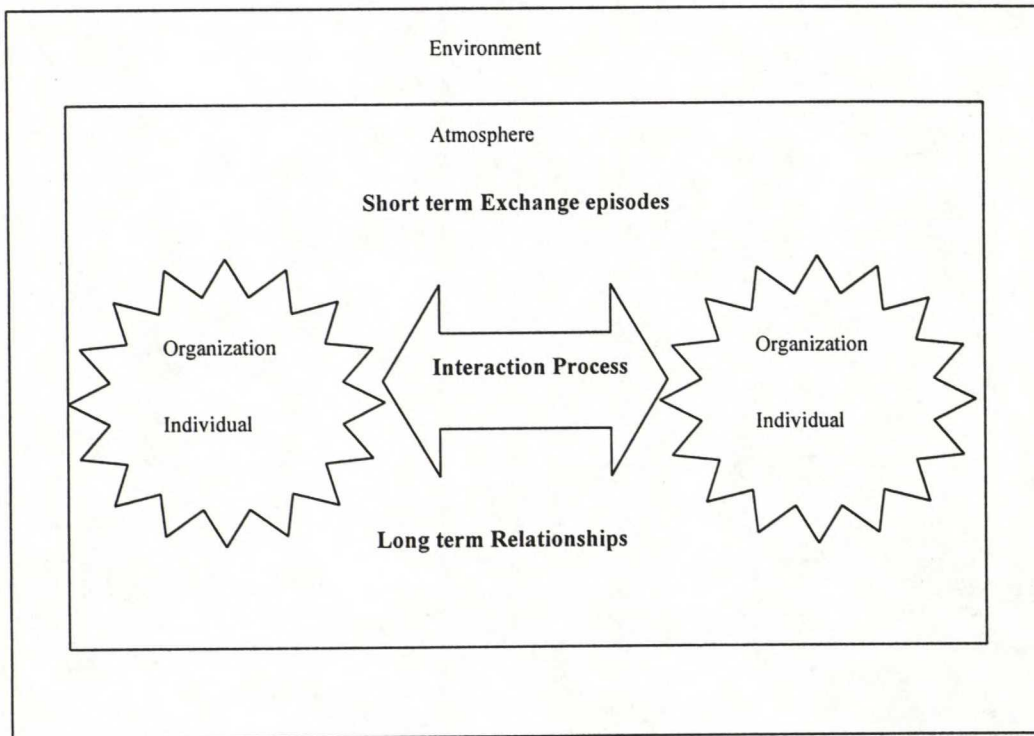 Environment
Atmosphere
Short term Exchange episodes
Organization
Organization
Interaction Process
Individual
Individual
Long term Relationships